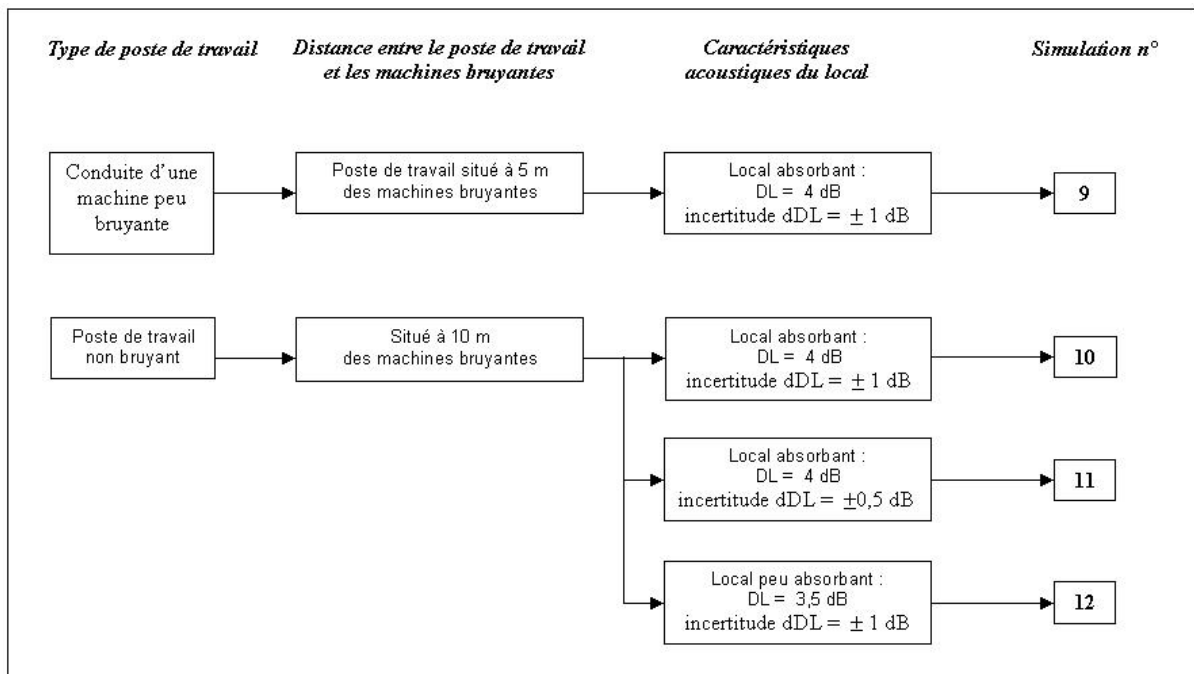 Type de poste de travail
Distance entre le poste de travail
et les machines bruyantes
Caractéristiques
acoustiques du local
Simulation n°
Conduite d'une
machine peu
bruyante
Poste de travail situé à 5 m
des machines bruyantes
Local absorbant :
DL = 4 dB
incertitude dDL = ± 1 dB
9
Poste de travail
non bruyant
Situé à 10 m
des machines bruyantes
Local absorbant :
DL = 4 dB
incertitude dDL = ± 1 dB
10
Local absorbant :
DL = 4 dB
incertitude dDL = ±0,5 dB
11
Local peu absorbant :
DL = 3,5 dB
incertitude dDL = ± 1 dB
12